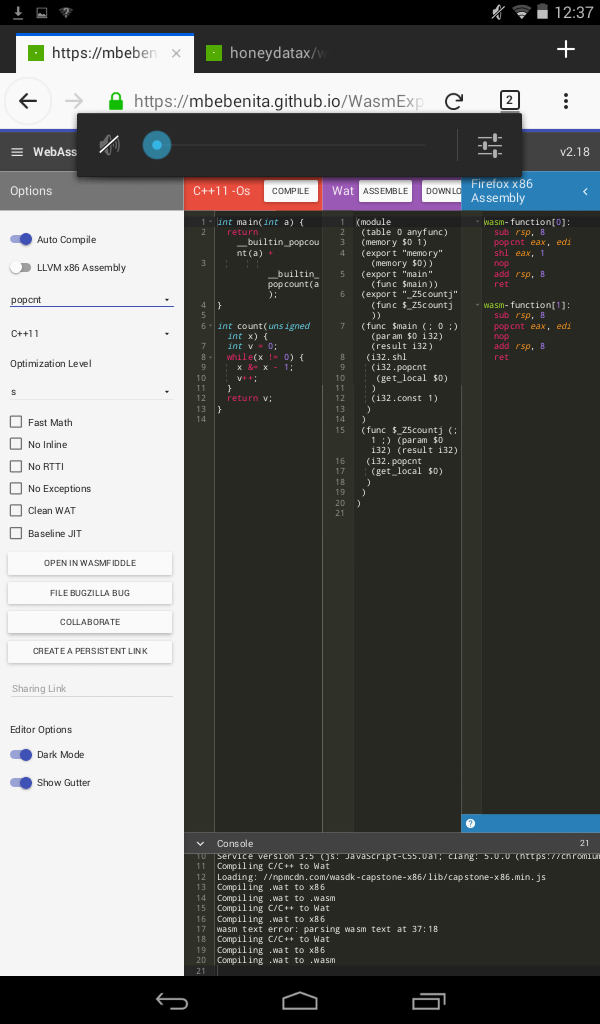 12:37
https://mbeben
honeydatax/w
https://mbebenita.github.io/WasmExp
2
WebAss
v2.18
Options
C++11 -Os
COMPILE
Wat
ASSEMBLE
DOWNLO
Firefox x86
Assembly
Auto Compile
LLVM x86 Assembly
popcnt
C++11
Optimization Level
s
Fast Math
No Inline
No RTTI
No Exceptions
Clean WAT
Baseline JIT
OPEN IN WASMFIDDLE
FILE BUGZILLA BUG
COLLABORATE
CREATE A PERSISTENT LINK
Sharing Link
Editor Options
Dark Mode
Show Gutter
1 int main(int a) {
2 return
__builtin_popcou
nt(a) +
3
__builtin_
popcount(a
);
4 }
5
6 int count(unsigned
int x) {
7 int v = 0;
8 while(x != 0) {
9 x &= x - 1;
10 v++;
11 }
12 return v;
13 }
14
1 (module
2 (table 0 anyfunc)
3 (memory $0 1)
4 (export "memory"
(memory $0))
5 (export "main"
(func $main))
6 (export "_Z5countj"
(func $_Z5countj
))
7 (func $main (; 0 ;)
(param $0 i32)
(result i32)
8 (i32.shl
9 (i32.popcnt
10 (get_local $0)
11 )
12 (i32.const 1)
13 )
14 )
15 (func $_Z5countj (;
1 ;) (param $0
i32) (result i32)
16 (i32.popcnt
17 (get_local $0)
18 )
19 )
20 )
21
wasm-function[0]:
sub rsp, 8
popcnt eax, edi
shl eax, 1
nop
add rsp, 8
ret
wasm-function[1]:
sub rsp, 8
popcnt eax, edi
nop
add rsp, 8
ret
?
Console
21
10 Service version 3.5 (js: JavaScript-C55.0a1; clang: 5.0.0 (https://chromium
11 Compiling C/C++ to Wat
12 Loading: //npmcdn.com/wasdk-capstone-x86/lib/capstone-x86.min.js
13 Compiling .wat to x86
14 Compiling .wat to .wasm
15 Compiling C/C++ to Wat
16 Compiling .wat to x86
17 wasm text error: parsing wasm text at 37:18
18 Compiling C/C++ to Wat
19 Compiling .wat to x86
20 Compiling .wat to .wasm
21